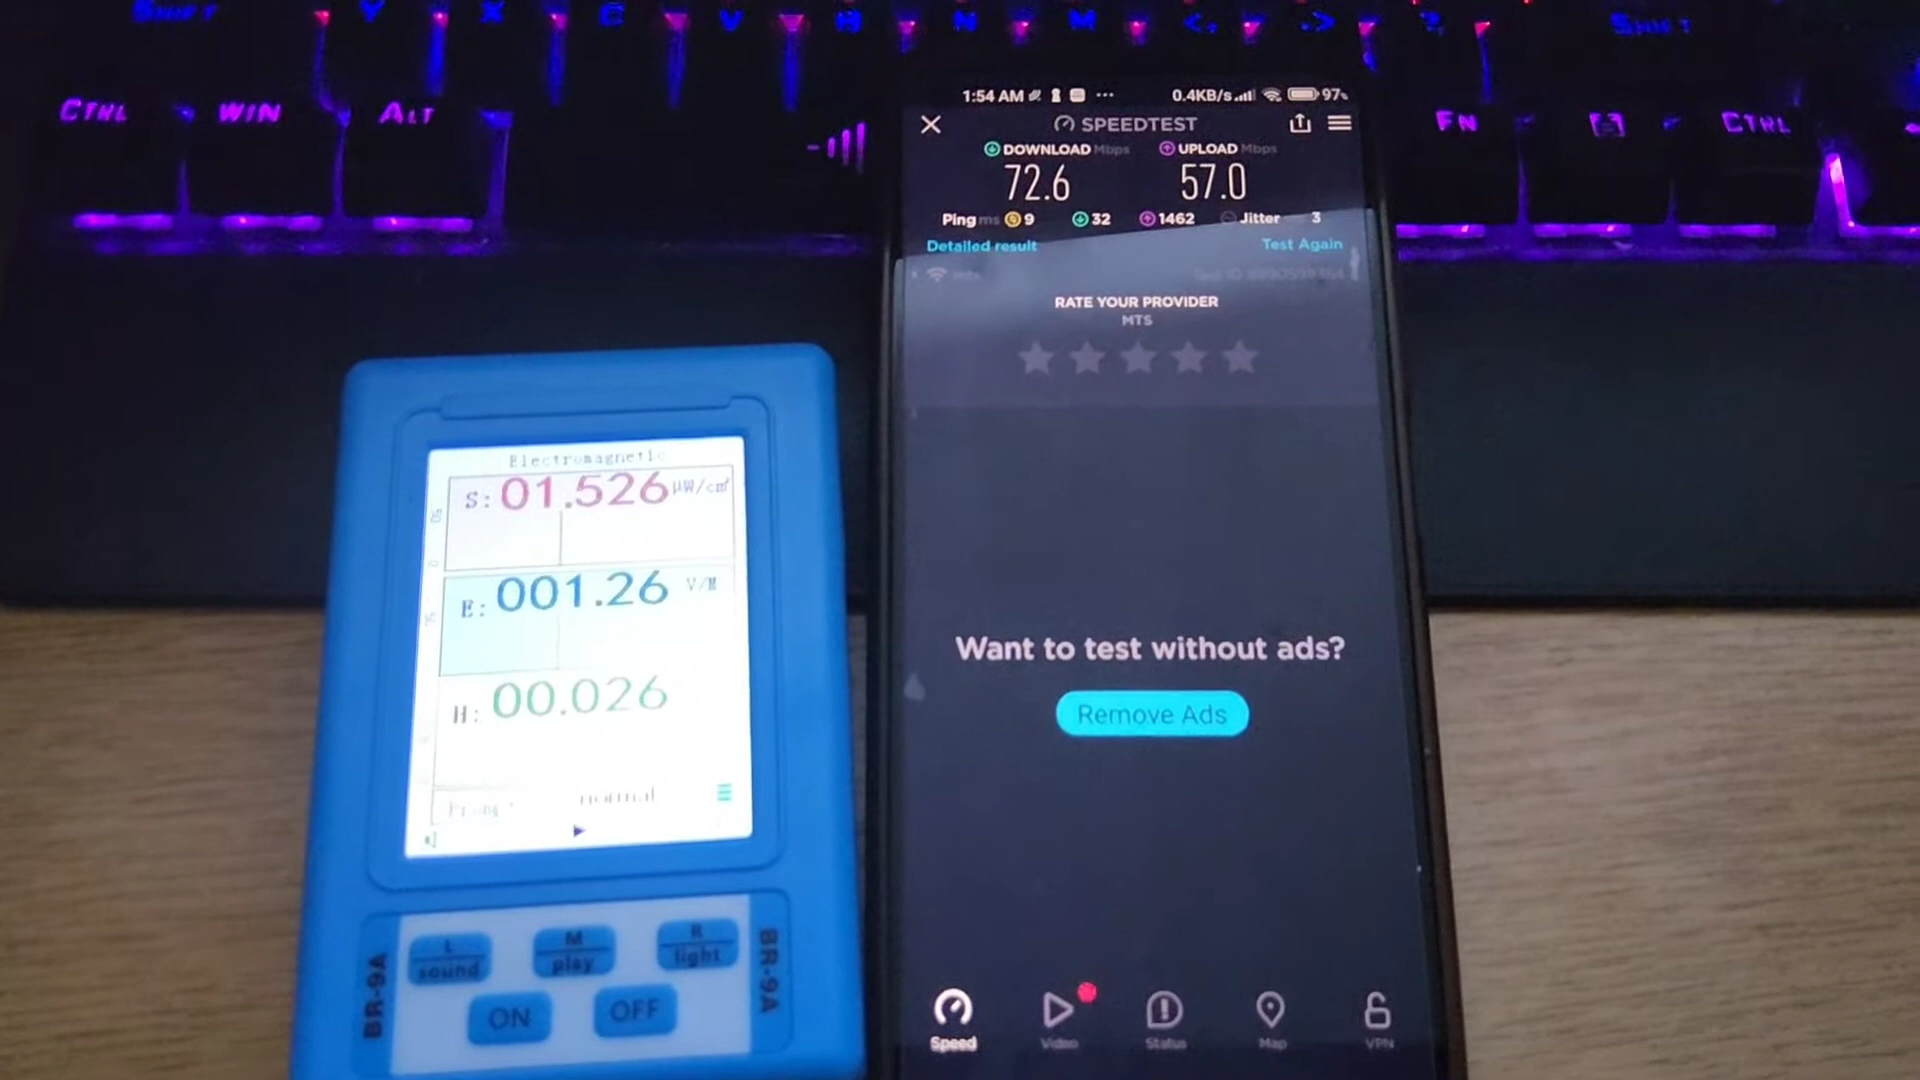 SHIFT Y X C V B N M <, .> ?, SHIFT
CTRL WIN ALT FN CTRL
1:54 AM ... 0.4KB/s 97%
SPEEDTEST
DOWNLOAD Mbps UPLOAD Mbps
72.6 57.0
Ping ms 9 32 1462 Jitter 3
Detailed result Test Again
RATE YOUR PROVIDER
MTS
Want to test without ads?
Remove Ads
Speed Video Status Map VPN
Electromagnetic
S: 01.526 μW/cm²
E: 001.26 V/M
H: 00.026
normal
L M R
sound play light
ON OFF
BR-9A
BR-9A